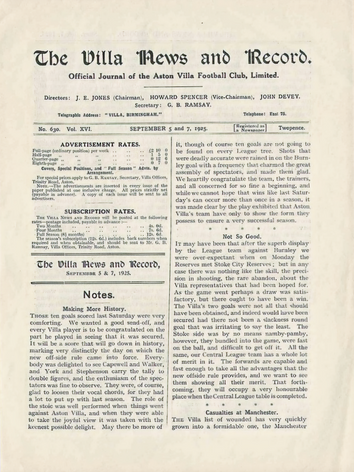 The Villa News and Record.
Official Journal of the Aston Villa Football Club, Limited.
Directors: J. E. JONES (Chairman), HOWARD SPENCER (Vice-Chairman), JOHN DEVEY.
Secretary: G. B. RAMSAY.
Telegraphic Address: "VILLA, BIRMINGHAM."
Telephone: East 70.
No. 630. Vol. XVI.
SEPTEMBER 5 and 7, 1925.
Registered as a Newspaper
Twopence.
ADVERTISEMENT RATES.
SUBSCRIPTION RATES.
The Villa News and Record,
SEPTEMBER 5 & 7, 1925.
Notes.
Making More History.
THOSE ten goals scored last Saturday were very
comforting. We wanted a good send-off, and
every Villa player is to be congratulated on the
part he played in seeing that it was secured.
It will be a score that will go down in history,
marking very distinctly the day on which the
new off-side rule came into force. Every-
body was delighted to see Capewell and Walker,
and York and Stephenson carry the tally to
double figures, and the enthusiasm of the spec-
tators was fine to observe. They were, of course,
glad to loosen their vocal chords, for they had
a lot to put up with last season. The role of
the stoic was well performed when things went
against Aston Villa, and when they were able
to take the joyful view it was taken with the
keenest possible delight. May there be more of
it, though of course ten goals are not going to
be found on every League tree. Shots that
were deadly accurate were rained in on the Burn-
ley goal with a frequency that charmed the great
assembly of spectators, and made them glad.
We heartily congratulate the team, the trainers,
and all concerned for so fine a beginning, and
while we cannot hope that wins like last Satur-
day's can occur more than once in a season, it
was made clear by the play exhibited that Aston
Villa's team have only to show the form they
possess to ensure a very successful season.
Not So Good.
It may have been that after the superb display
by the League team against Burnley we
were over-expectant when on Monday the
Reserves met Stoke City Reserves; but in any
case there was nothing like the skill, the preci-
sion in shooting, the rare abandon, about the
Villa representatives that had been hoped for.
As the game went perhaps a draw was satis-
factory, but there ought to have been a win.
The Villa's two goals were not all that should
have been obtained, and indeed would have been
secured had there not been a slackness round
goal that was irritating to say the least. The
Stoke side was by no means namby-pamby,
however, they bundled into the game, were fast
on the ball, and difficult to get off it. All the
same, our Central League team has a whole lot
of merit in it. The forwards are capable and
fast enough to take all the advantages that the
new offside rule provides, and we want to see
them showing all their merit. That forth-
coming, they will occupy a very honourable
place when the Central League table is completed.
Casualties at Manchester.
THE Villa list of wounded has very quickly
grown into a formidable one, the Manchester